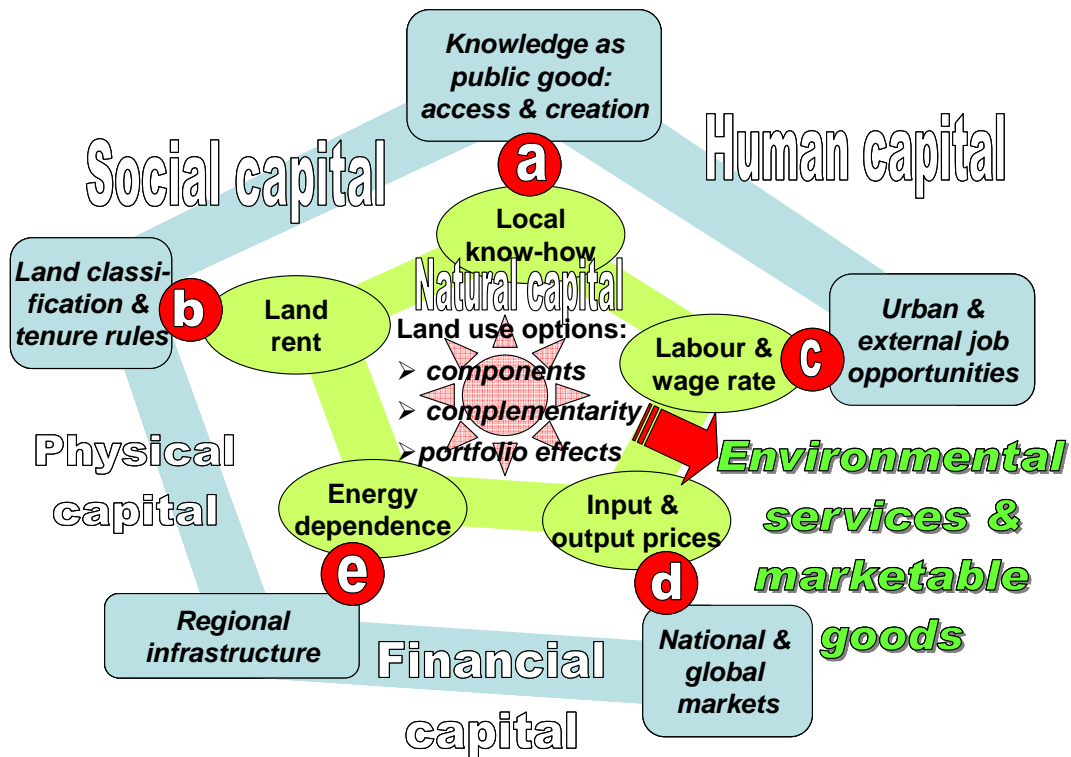 Knowledge as
public good:
access & creation
Social capital
Human capital
a
Local
know-how
Natural capital
Land classi-
fication &
tenure rules
b
Land
rent
Land use options:
➢ components
➢ complementarity
➢portfolio effects
Labour &
wage rate
c
Urban &
external job
opportunities
Physical
capital
Environmental
services &
marketable
goods
Energy
dependence
e
Input &
output prices
d
Regional
infrastructure
Financial
capital
National &
global
markets